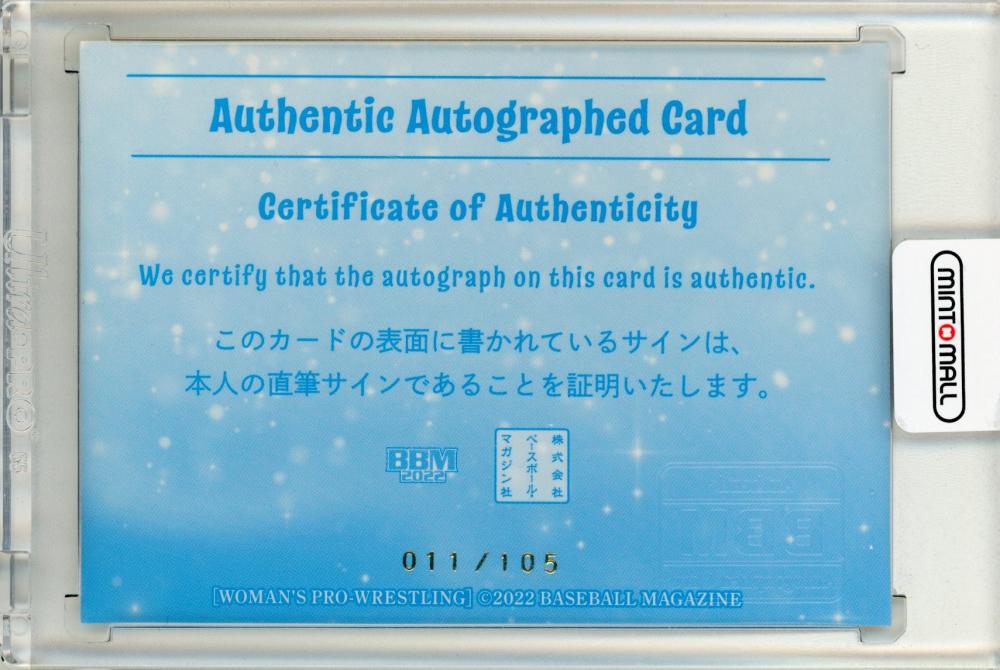 Authentic Autographed Card
Certificate of Authenticity
We certify that the autograph on this card is authentic.
このカードの表面に書かれているサインは、
本人の直筆サインであることを証明いたします。
BBM
2022
株式会社
ベースボール・
マガジン社
011/105
[WOMAN'S PRO-WRESTLING] ©2022 BASEBALL MAGAZINE
MINTOMALL
Ultra PRO